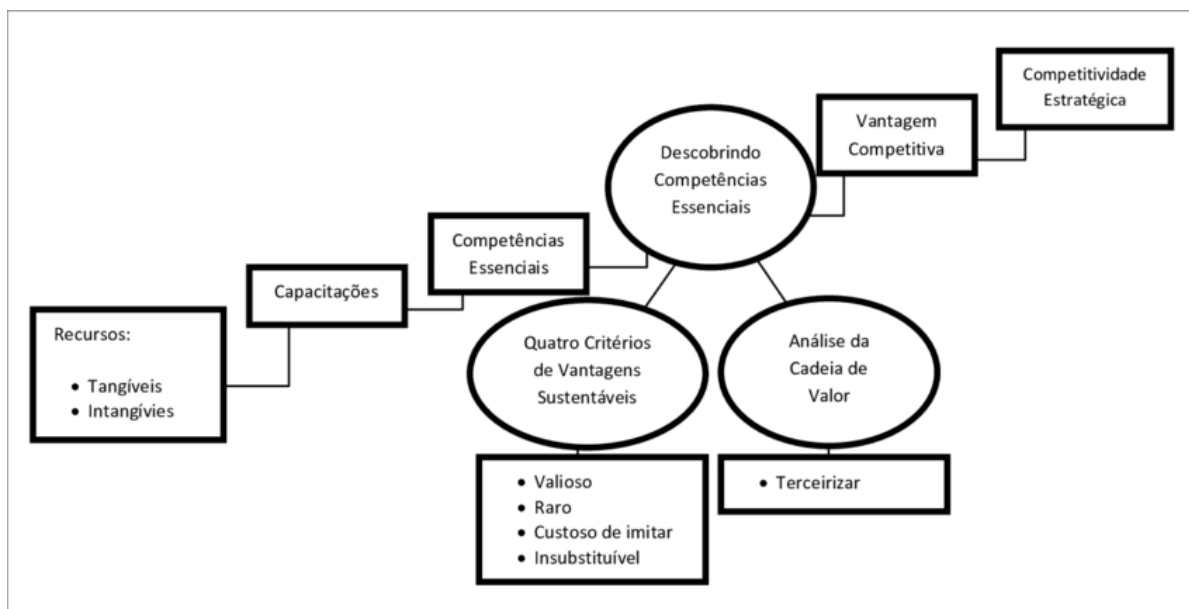 Competitividade
Estratégica
Vantagem
Competitiva
Descobrindo
Competências
Essenciais
Competências
Essenciais
Capacitações
Recursos:
• Tangíveis
• Intangívies
Quatro Critérios
de Vantagens
Sustentáveis
Análise da
Cadeia de
Valor
• Valioso
• Raro
• Custoso de imitar
• Insubstituível
• Terceirizar